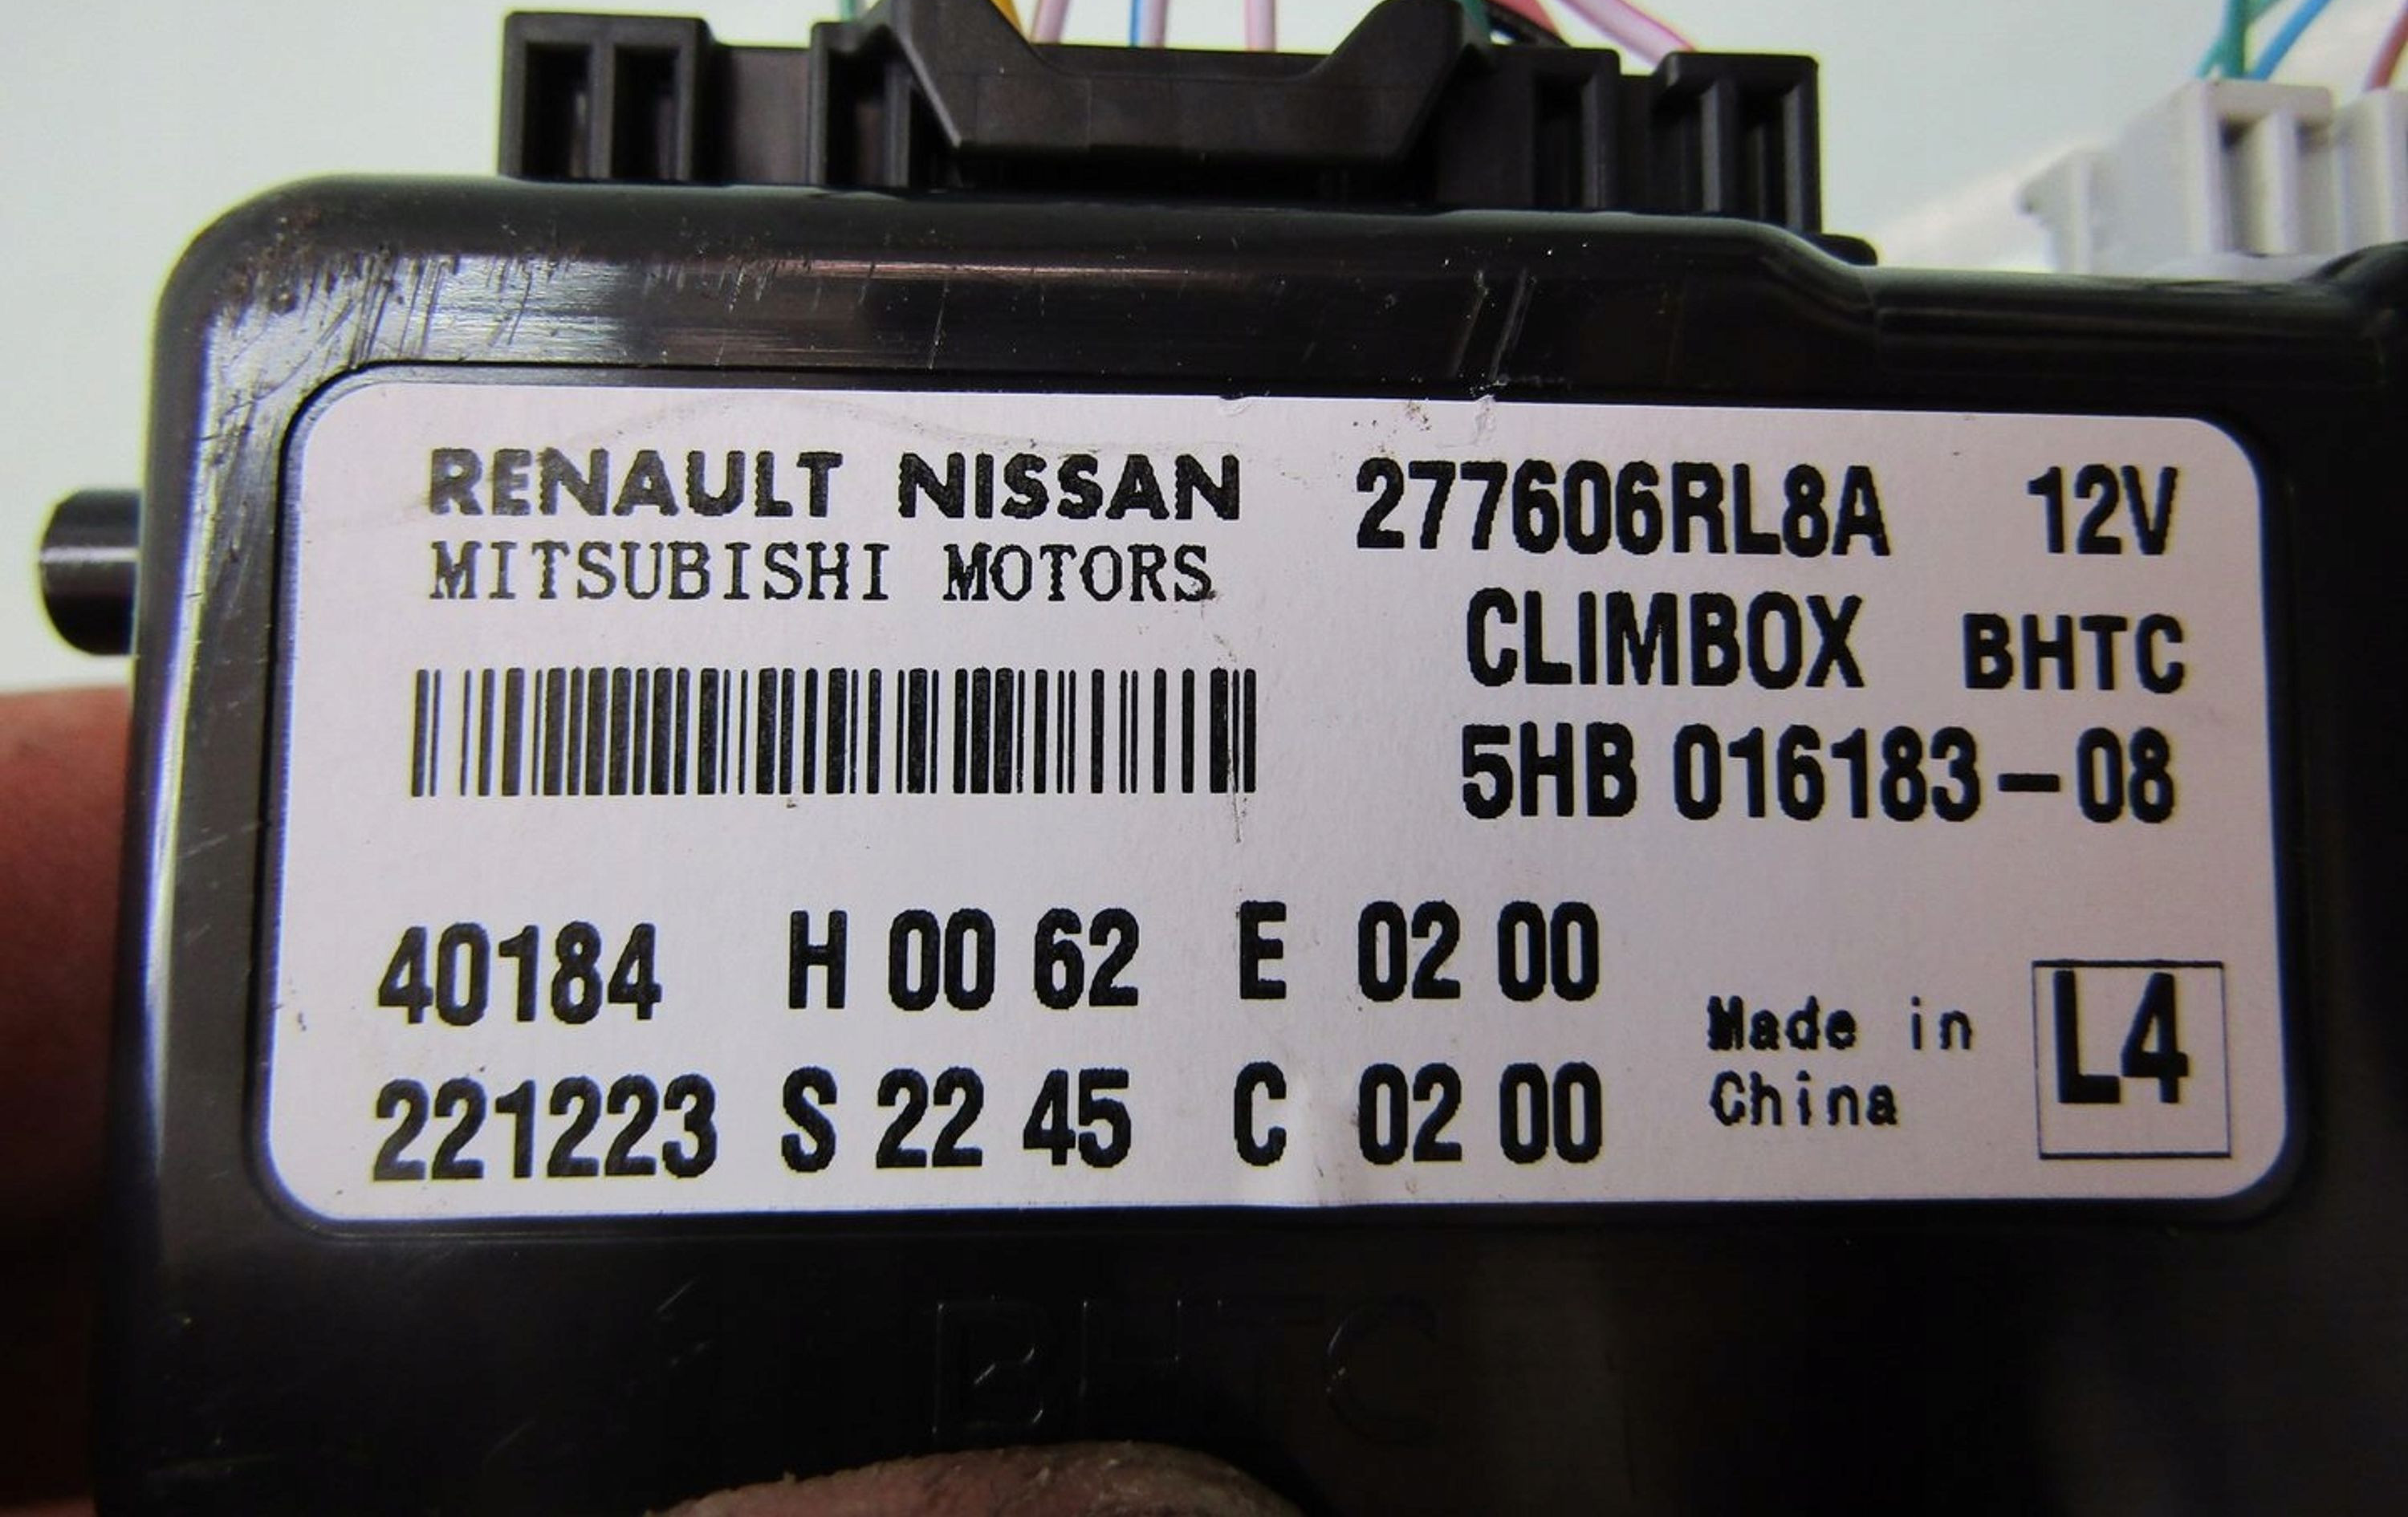 RENAULT NISSAN
MITSUBISHI MOTORS
277606RL8A 12V
CLIMBOX BHTC
5HB 016183-08
40184 H 00 62 E 02 00
221223 S 22 45 C 02 00
Made in
China
L4
BHTC